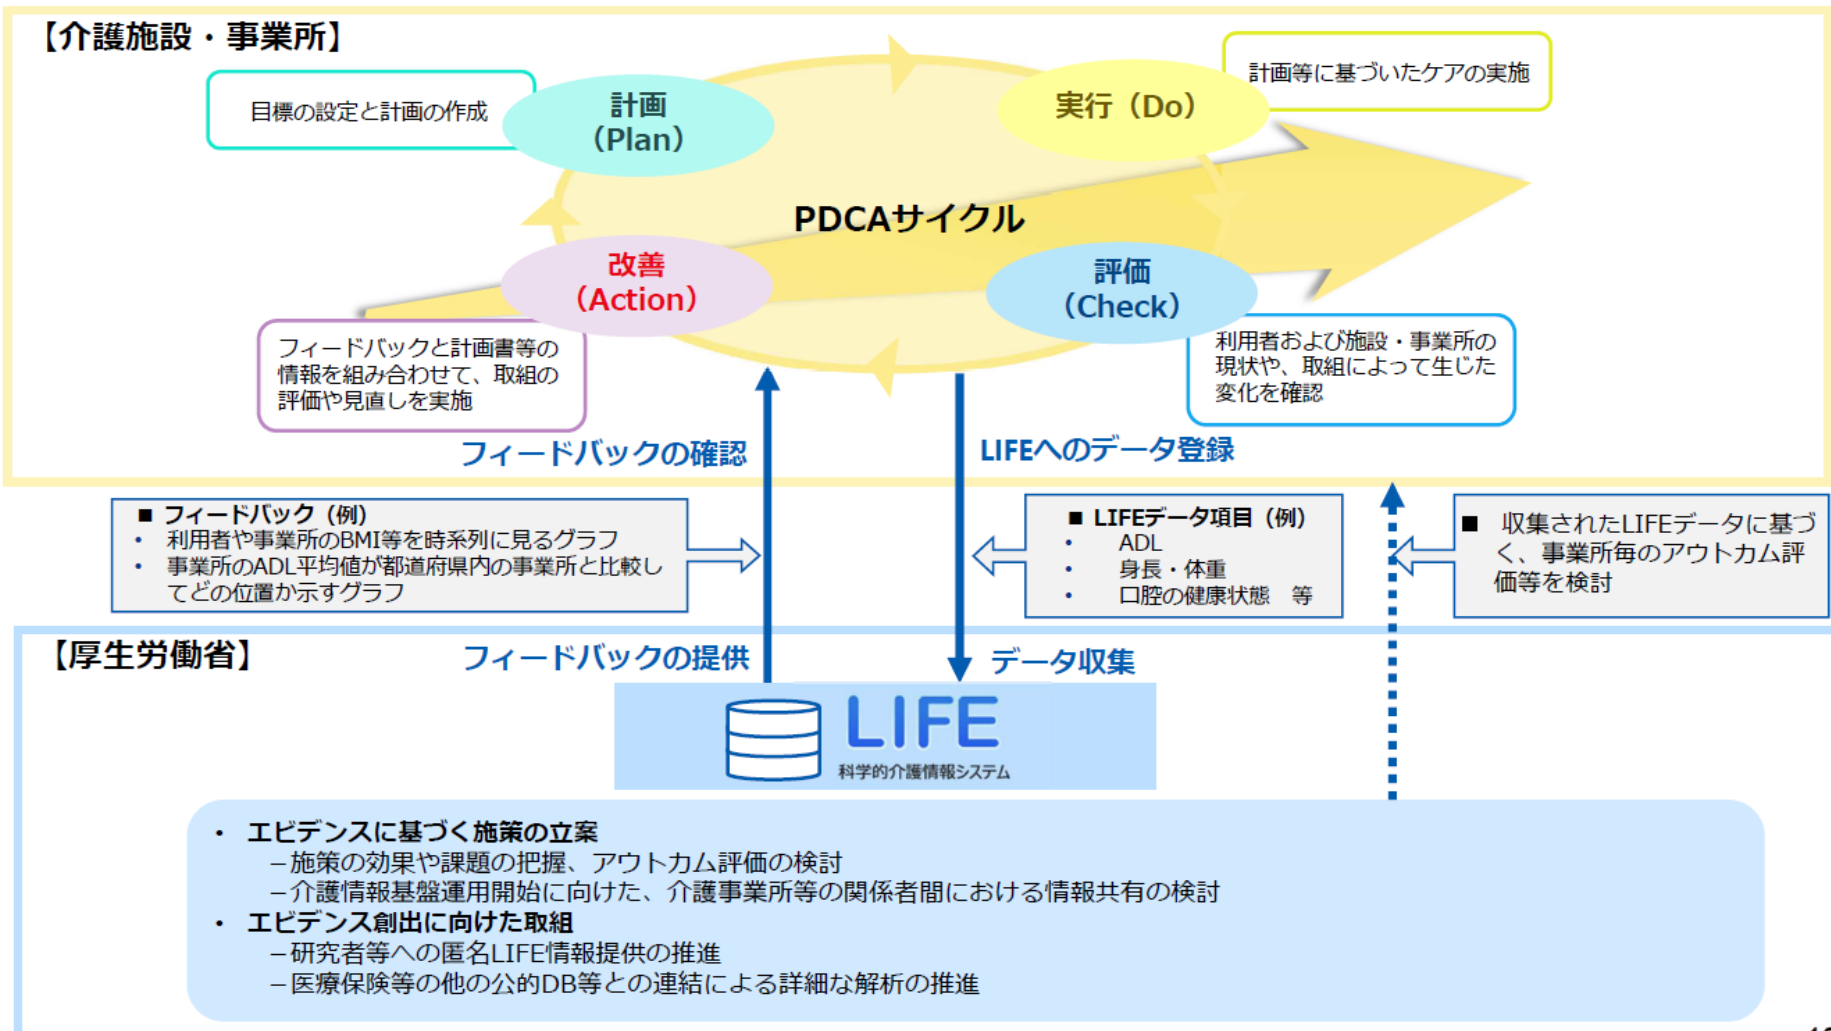 【介護施設・事業所】
目標の設定と計画の作成
計画
（Plan）
実行（Do）
計画等に基づいたケアの実施
PDCAサイクル
改善
（Action）
評価
（Check）
フィードバックと計画書等の
情報を組み合わせて、取組の
評価や見直しを実施
利用者および施設・事業所の
現状や、取組によって生じた
変化を確認
フィードバックの確認
LIFEへのデータ登録
■ フィードバック（例）
• 利用者や事業所のBMI等を時系列に見るグラフ
• 事業所のADL平均値が都道府県内の事業所と比較し
てどの位置か示すグラフ
■ LIFEデータ項目（例）
• ADL
• 身長・体重
• 口腔の健康状態　等
■ 収集されたLIFEデータに基づ
く、事業所毎のアウトカム評
価等を検討
【厚生労働省】
フィードバックの提供
データ収集
LIFE
科学的介護情報システム
• エビデンスに基づく施策の立案
－施策の効果や課題の把握、アウトカム評価の検討
－介護情報基盤運用開始に向けた、介護事業所等の関係者間における情報共有の検討
• エビデンス創出に向けた取組
－研究者等への匿名LIFE情報提供の推進
－医療保険等の他の公的DB等との連結による詳細な解析の推進